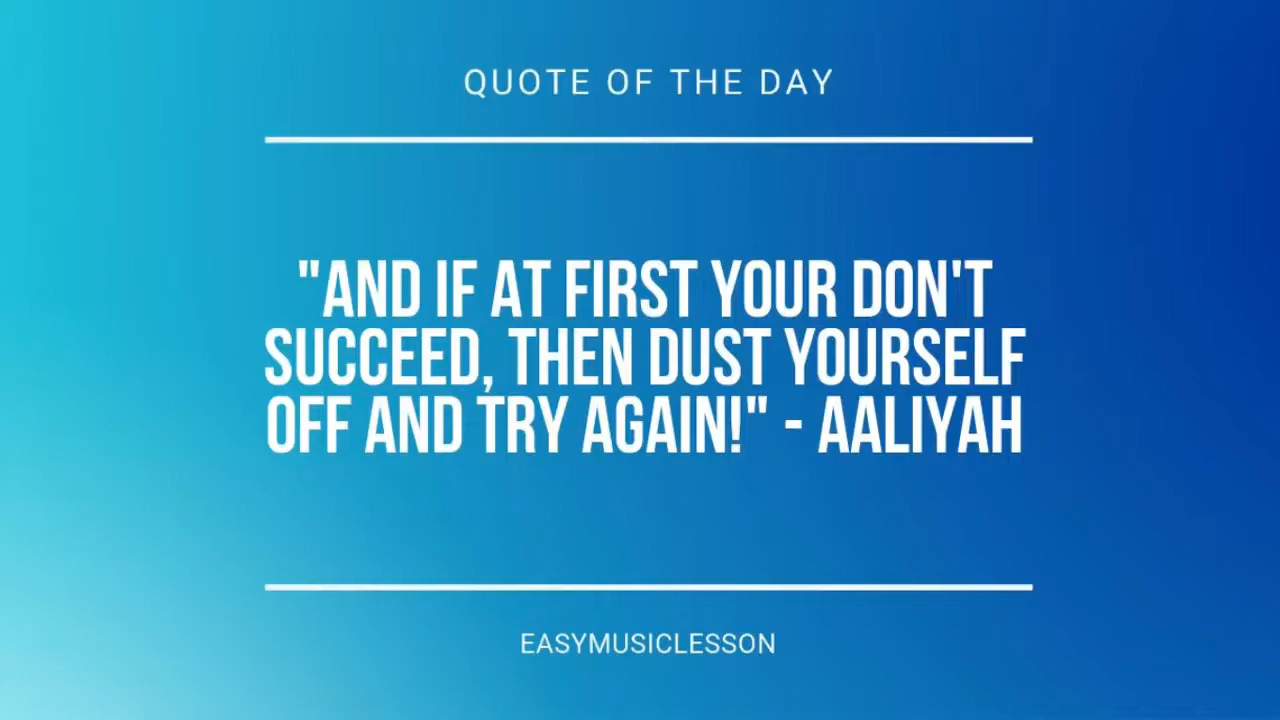 QUOTE OF THE DAY
"AND IF AT FIRST YOUR DON'T
SUCCEED, THEN DUST YOURSELF
OFF AND TRY AGAIN!" - AALIYAH
EASYMUSICLESSON